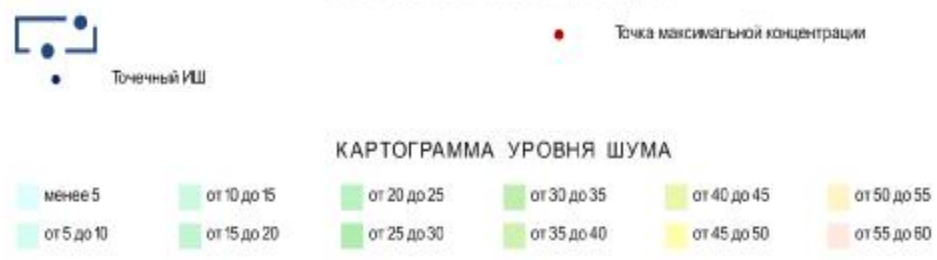 Точка максимальной концентрации
Точечный ИШ
КАРТОГРАММА УРОВНЯ ШУМА
менее 5 от 10 до 15 от 20 до 25 от 30 до 35 от 40 до 45 от 50 до 55
от 5 до 10 от 15 до 20 от 25 до 30 от 35 до 40 от 45 до 50 от 55 до 60